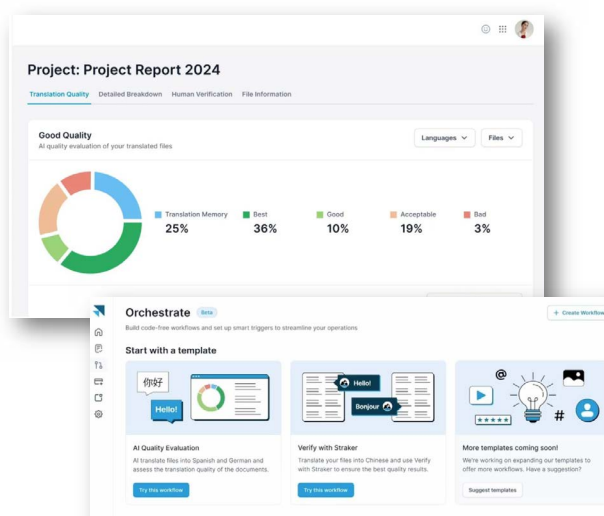 Project: Project Report 2024
Translation Quality Detailed Breakdown Human Verification File Information
Good Quality
AI quality evaluation of your translated files
Languages
Files
Translation Memory
25%
Best
36%
Good
10%
Acceptable
19%
Bad
3%
Orchestrate
Beta
+ Create Workflow
Build code-free workflows and set up smart triggers to streamline your operations
Start with a template
你好
Hello!
Hello!
Bonjour
@
#
AI Quality Evaluation
AI translate files into Spanish and German and
assess the translation quality of the documents.
Try this workflow
Verify with Straker
Translate your files into Chinese and use Verify
with Straker to ensure the best quality results.
Try this workflow
More templates coming soon!
We're working on expanding our templates to
offer more workflows. Have a suggestion?
Suggest templates